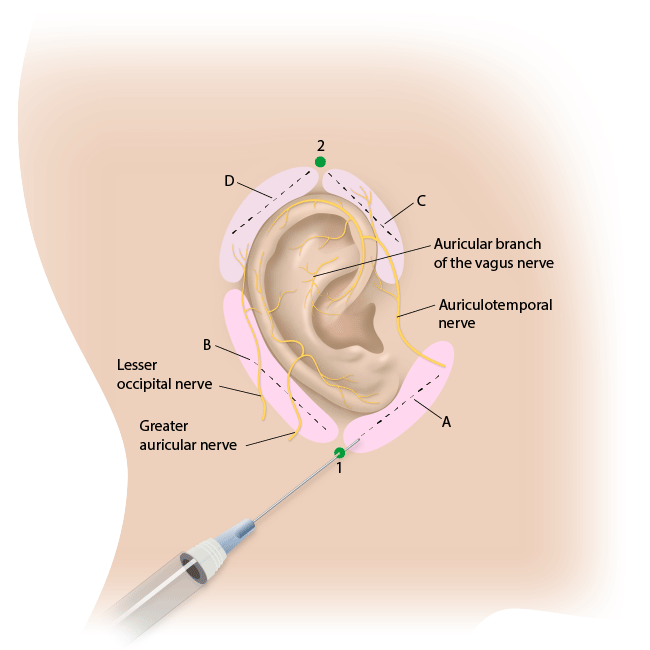 2
D
C
Auricular branch
of the vagus nerve
Auriculotemporal
nerve
B
Lesser
occipital nerve
A
Greater
auricular nerve
1